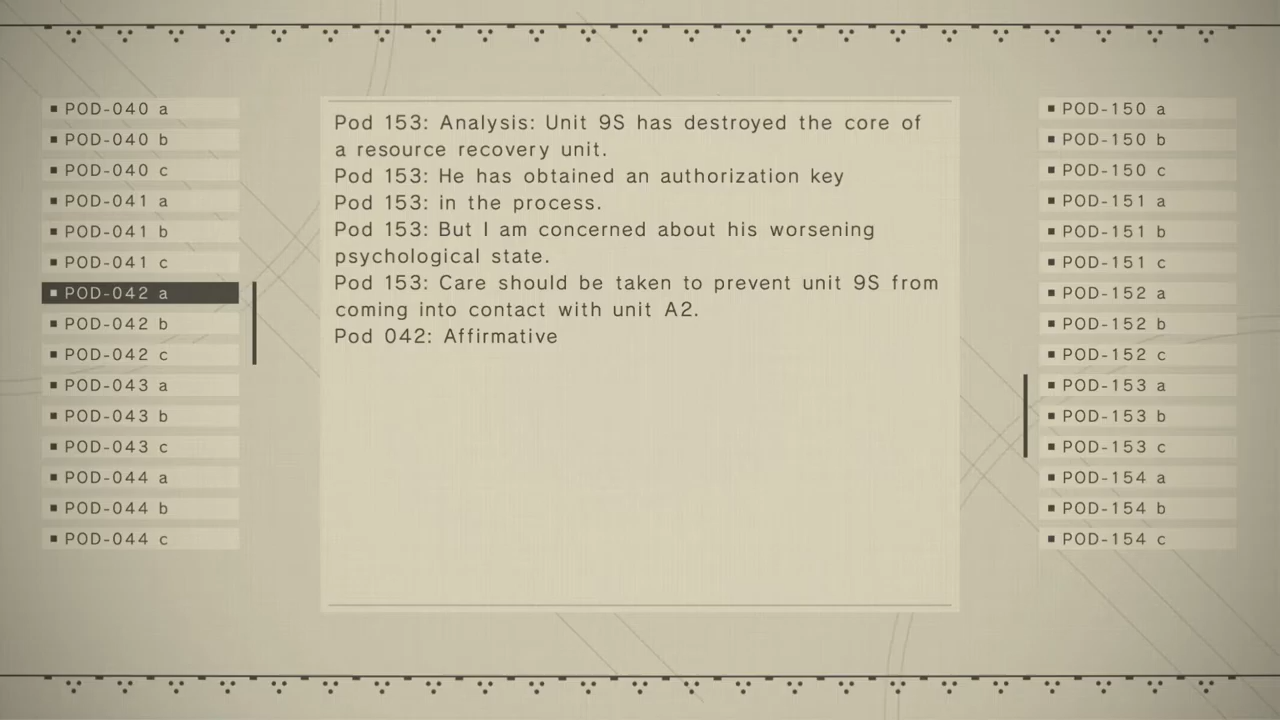 POD-040 a
POD-040 b
POD-040 c
POD-041 a
POD-041 b
POD-041 c
POD-042 a
POD-042 b
POD-042 c
POD-043 a
POD-043 b
POD-043 c
POD-044 a
POD-044 b
POD-044 c
Pod 153: Analysis: Unit 9S has destroyed the core of
a resource recovery unit.
Pod 153: He has obtained an authorization key
Pod 153: in the process.
Pod 153: But I am concerned about his worsening
psychological state.
Pod 153: Care should be taken to prevent unit 9S from
coming into contact with unit A2.
Pod 042: Affirmative
POD-150 a
POD-150 b
POD-150 c
POD-151 a
POD-151 b
POD-151 c
POD-152 a
POD-152 b
POD-152 c
POD-153 a
POD-153 b
POD-153 c
POD-154 a
POD-154 b
POD-154 c